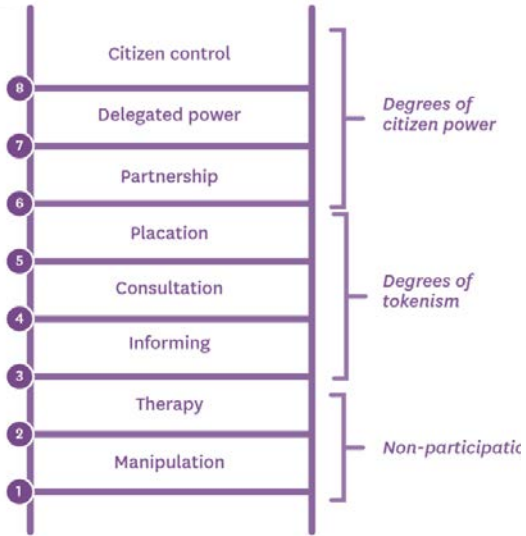 Citizen control
8
Delegated power
7
Partnership
6
Placation
5
Consultation
4
Informing
3
Therapy
2
Manipulation
1
Degrees of
citizen power
Degrees of
tokenism
Non-participatio